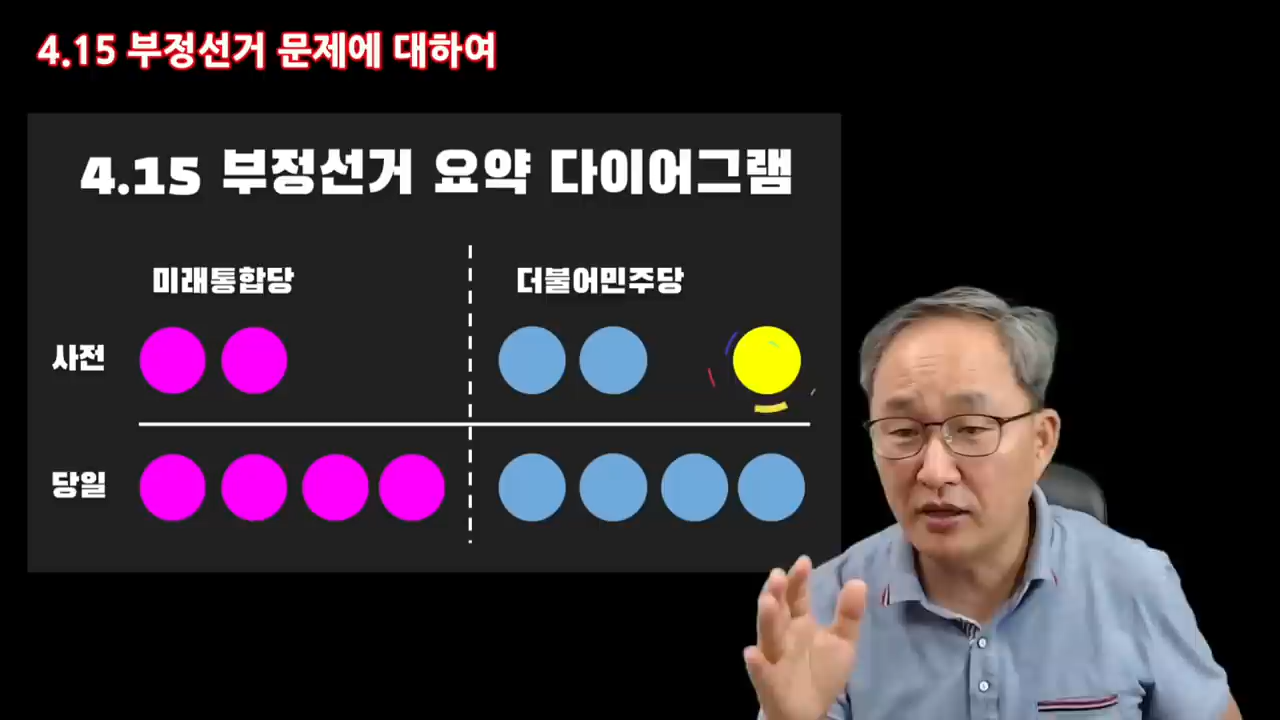 4.15 부정선거 문제에 대하여
4.15 부정선거 요약 다이어그램
미래통합당 더불어민주당
사전
당일